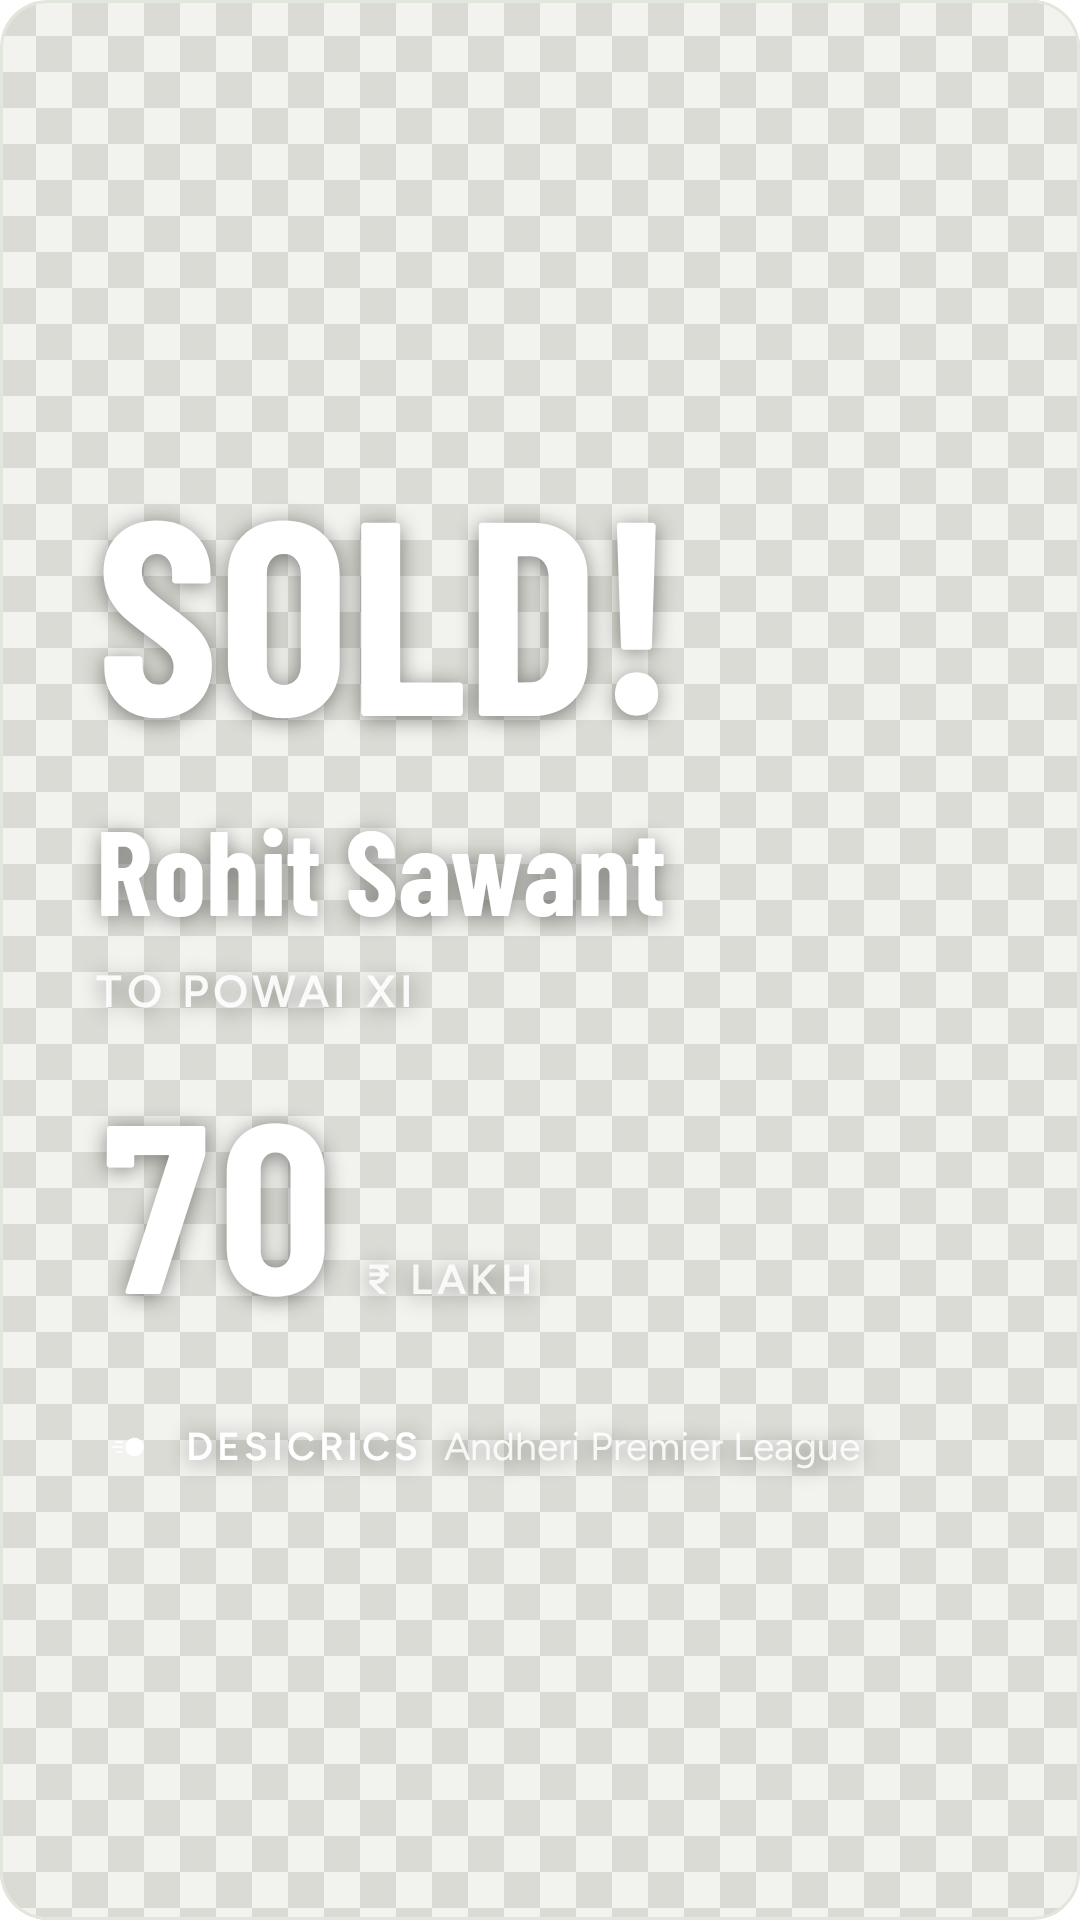 SOLD!
Rohit Sawant
TO POWAI XI
70 ₹ LAKH
DESICRICS Andheri Premier League